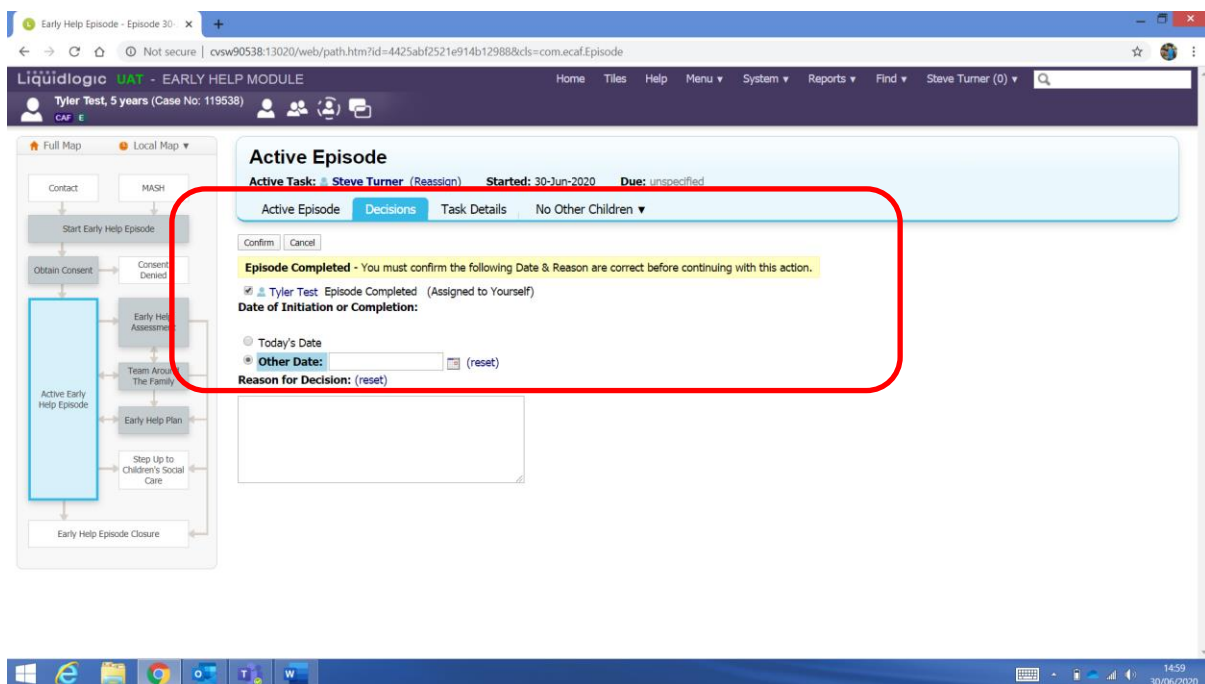 Early Help Episode - Episode 30-
Not secure | cvsw90538:13020/web/path.htm?id=4425abf2521e914b12988&cls=com.ecaf.Episode
Liquidlogic UAT - EARLY HELP MODULE
Home Tiles Help Menu ▾ System ▾ Reports ▾ Find ▾ Steve Turner (0) ▾
Tyler Test, 5 years (Case No: 119538)
CAF E
Full Map Local Map ▾
Contact
MASH
Start Early Help Episode
Obtain Consent
Consent Denied
Early Help
Assessment
Team Around
The Family
Active Early
Help Episode
Early Help Plan
Step Up to
Children's Social
Care
Early Help Episode Closure
Active Episode
Active Task: Steve Turner (Reassign) Started: 30-Jun-2020 Due: unspecified
Active Episode Decisions Task Details No Other Children ▾
Confirm Cancel
Episode Completed - You must confirm the following Date & Reason are correct before continuing with this action.
Tyler Test Episode Completed (Assigned to Yourself)
Date of Initiation or Completion:
Today's Date
Other Date: (reset)
Reason for Decision: (reset)
14:59
30/06/2020